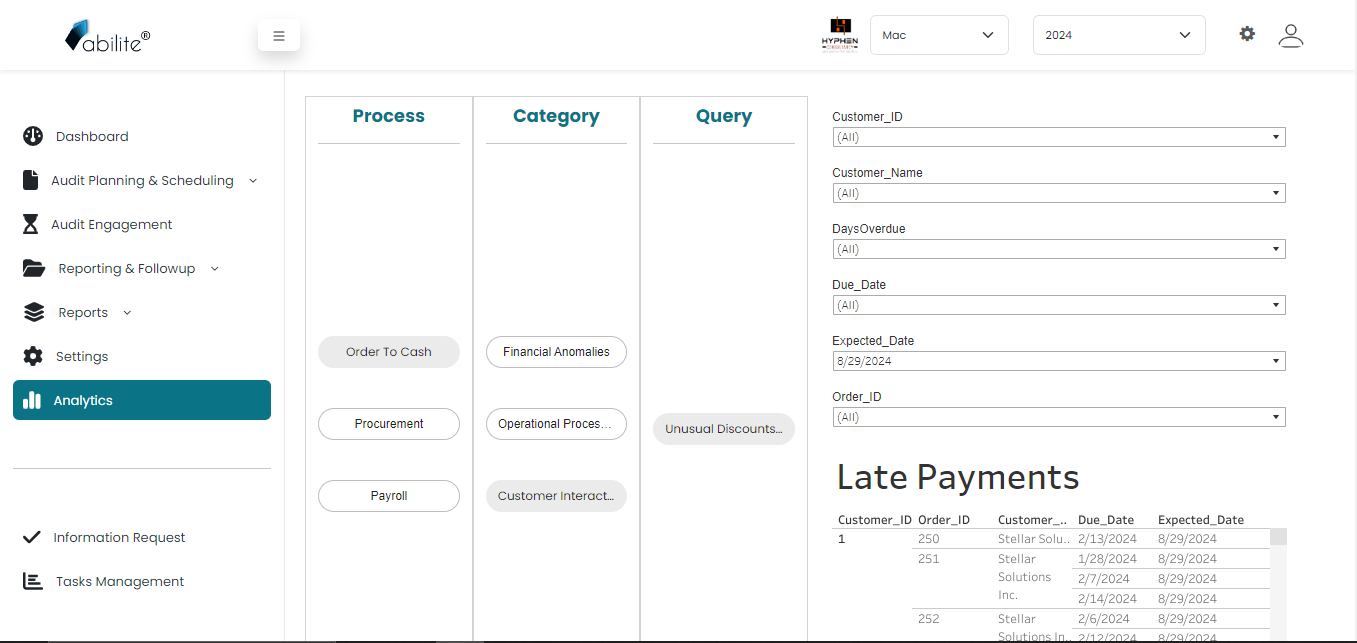 abilite®
HYPHEN
Mac
2024
Dashboard
Audit Planning & Scheduling
Audit Engagement
Reporting & Followup
Reports
Settings
Analytics
Information Request
Tasks Management
Process
Order To Cash
Procurement
Payroll
Category
Financial Anomalies
Operational Proces...
Customer Interact...
Query
Unusual Discounts...
Customer_ID
(All)
Customer_Name
(All)
DaysOverdue
(All)
Due_Date
(All)
Expected_Date
8/29/2024
Order_ID
(All)
Late Payments
Customer_ID Order_ID Customer_.. Due_Date Expected_Date
1 250 Stellar Solu.. 2/13/2024 8/29/2024
251 Stellar Solutions Inc. 1/28/2024 8/29/2024
2/7/2024 8/29/2024
2/14/2024 8/29/2024
252 Stellar Solutions In.. 2/6/2024 8/29/2024
2/12/2024 8/29/2024